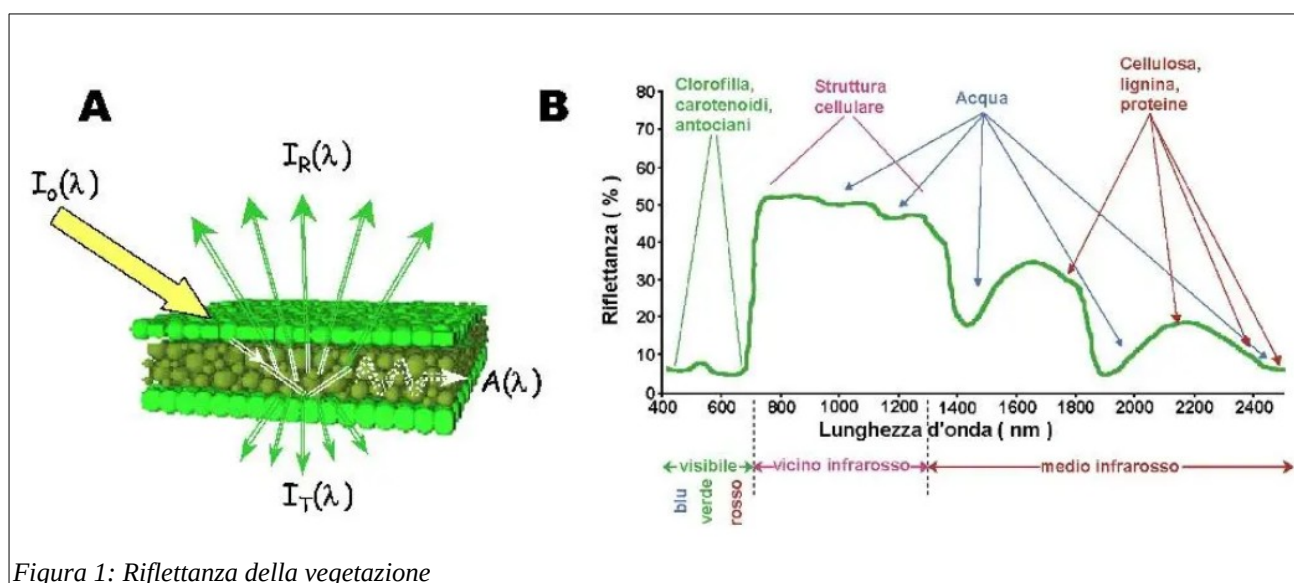 A
I₀(λ)
I_R(λ)
A(λ)
I_T(λ)
B
Clorofilla,
carotenoidi,
antociani
Struttura
cellulare
Acqua
Cellulosa,
lignina,
proteine
Riflettanza ( % )
80
70
60
50
40
30
20
10
0
400 600 800 1000 1200 1400 1600 1800 2000 2200 2400
Lunghezza d'onda ( nm )
visibile
vicino infrarosso
medio infrarosso
blu
verde
rosso
Figura 1: Riflettanza della vegetazione